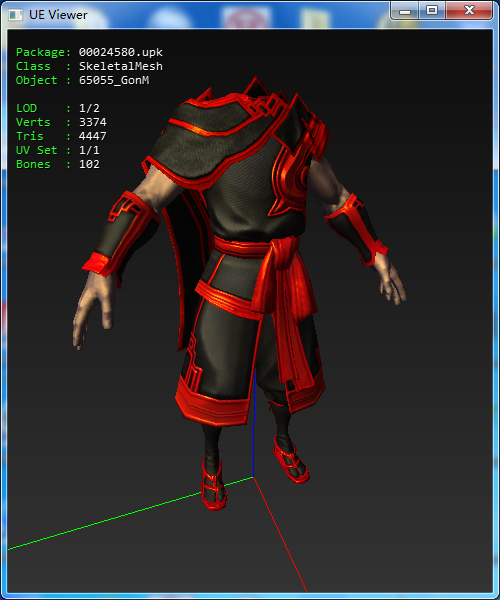 UE Viewer
Package: 00024580.upk
Class  : SkeletalMesh
Object : 65055_GonM
LOD    : 1/2
Verts  : 3374
Tris   : 4447
UV Set : 1/1
Bones  : 102